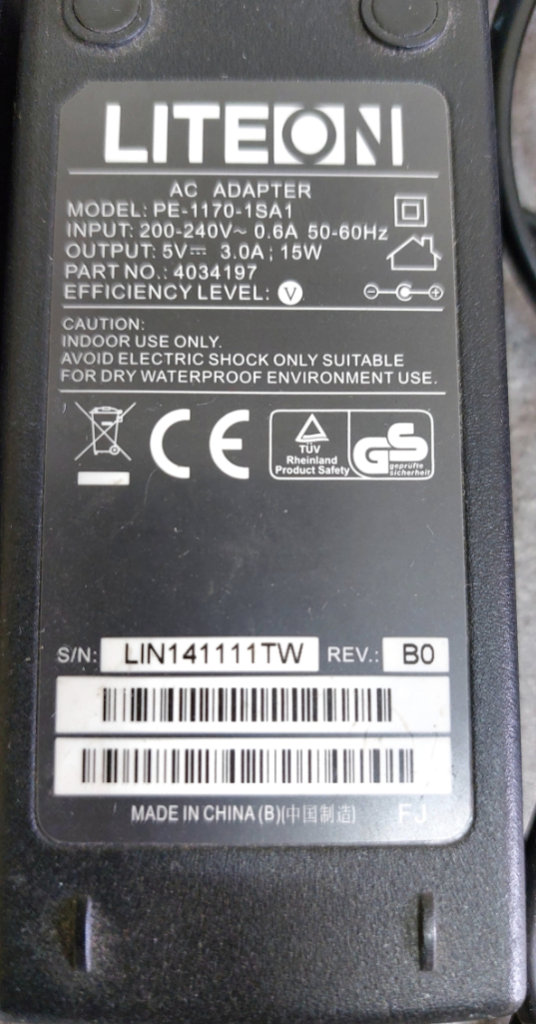 LITEON
AC ADAPTER
MODEL: PE-1170-1SA1
INPUT: 200-240V~ 0.6A 50-60Hz
OUTPUT: 5V⎓ 3.0A; 15W
PART NO.: 4034197
EFFICIENCY LEVEL: V
CAUTION:
INDOOR USE ONLY.
AVOID ELECTRIC SHOCK ONLY SUITABLE
FOR DRY WATERPROOF ENVIRONMENT USE.
CE
TÜV
Rheinland
Product Safety
GS
geprüfte
sicherheit
S/N: LIN141111TW REV.: B0
MADE IN CHINA (B)(中国制造) FJ